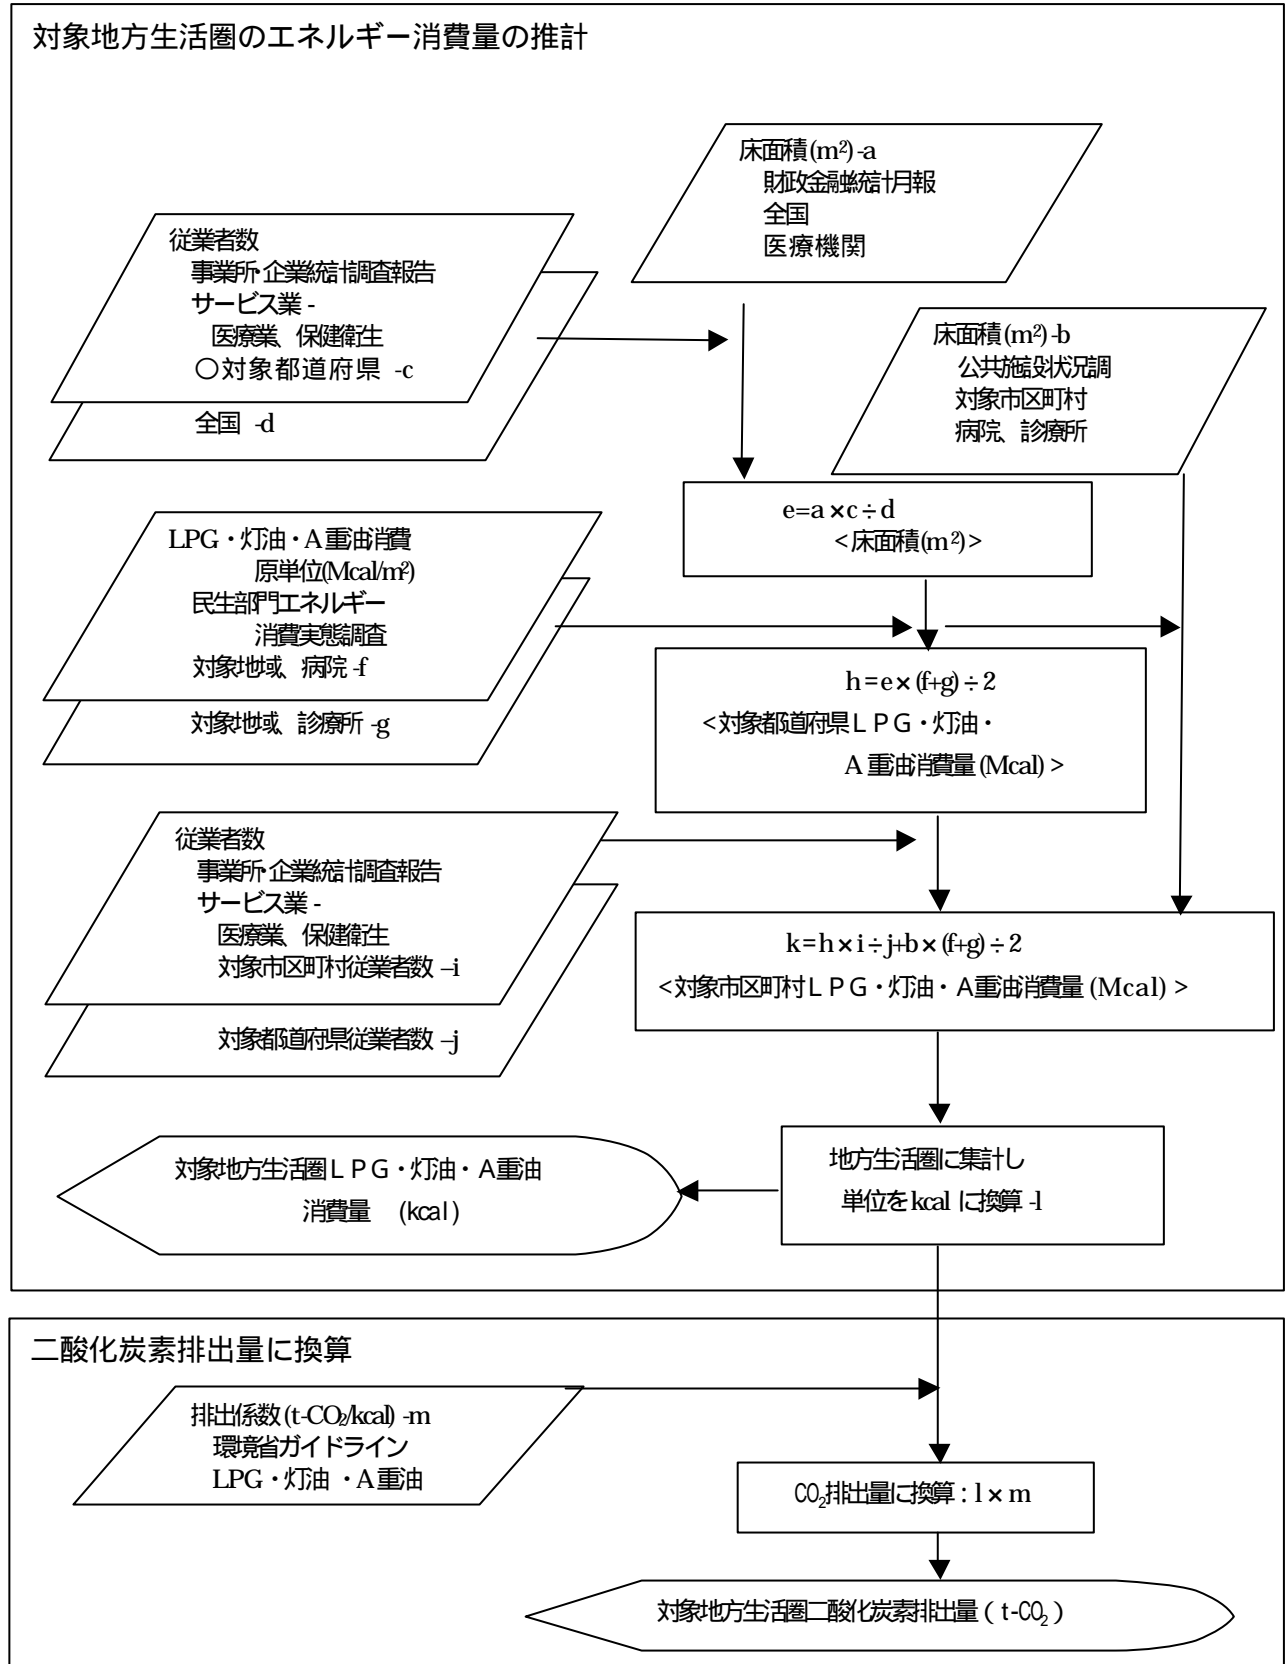 対象地方生活圏のエネルギー消費量の推計
床面積(m²)-a
財政金融統計月報
全国
医療機関
従業者数
事業所・企業統計調査報告
サービス業 -
医療業、保健衛生
○対象都道府県 -c
全国 -d
床面積(m²)-b
公共施設状況調
対象市区町村
病院、診療所
e=a×c÷d
<床面積(m²)>
LPG・灯油・A重油消費
原単位(Mcal/m²)
民生部門エネルギー
消費実態調査
対象地域、病院 -f
対象地域、診療所 -g
h=e×(f+g)÷2
<対象都道府県LPG・灯油・
A重油消費量(Mcal)>
従業者数
事業所・企業統計調査報告
サービス業 -
医療業、保健衛生
対象市区町村従業者数 –i
対象都道府県従業者数 –j
k=h×i÷j+b×(f+g)÷2
<対象市区町村LPG・灯油・A重油消費量(Mcal)>
地方生活圏に集計し
単位をkcalに換算 -l
対象地方生活圏LPG・灯油・A重油
消費量 (kcal)
二酸化炭素排出量に換算
排出係数(t-CO₂/kcal) -m
環境省ガイドライン
LPG・灯油・A重油
CO₂排出量に換算：l×m
対象地方生活圏二酸化炭素排出量（t-CO₂）